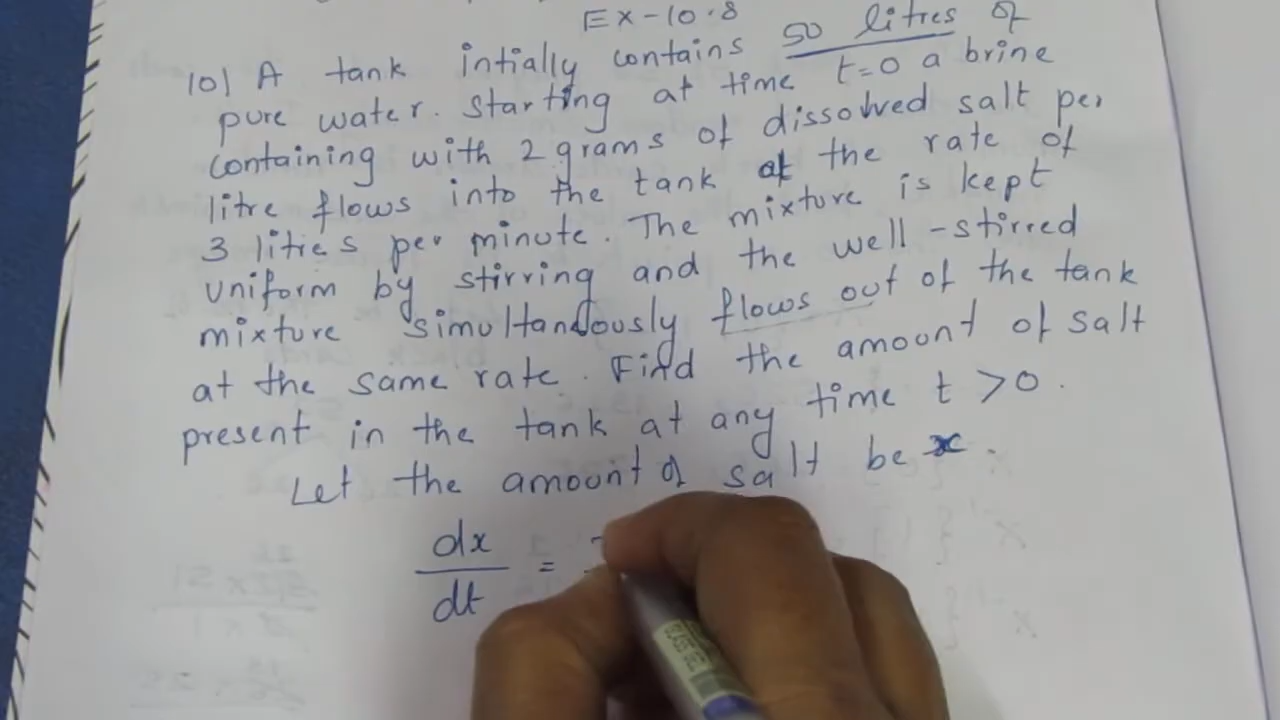 Ex-10.8
10) A tank intially contains 50 litres of
pure water. Starting at time t=0 a brine
containing with 2 grams of dissolved salt per
litre flows into the tank at the rate of
3 litres per minute. The mixture is kept
uniform by stirring and the well-stirred
mixture simultaneously flows out of the tank
at the same rate. Find the amount of salt
present in the tank at any time t >0.
Let the amount of salt be x.
dx/dt =